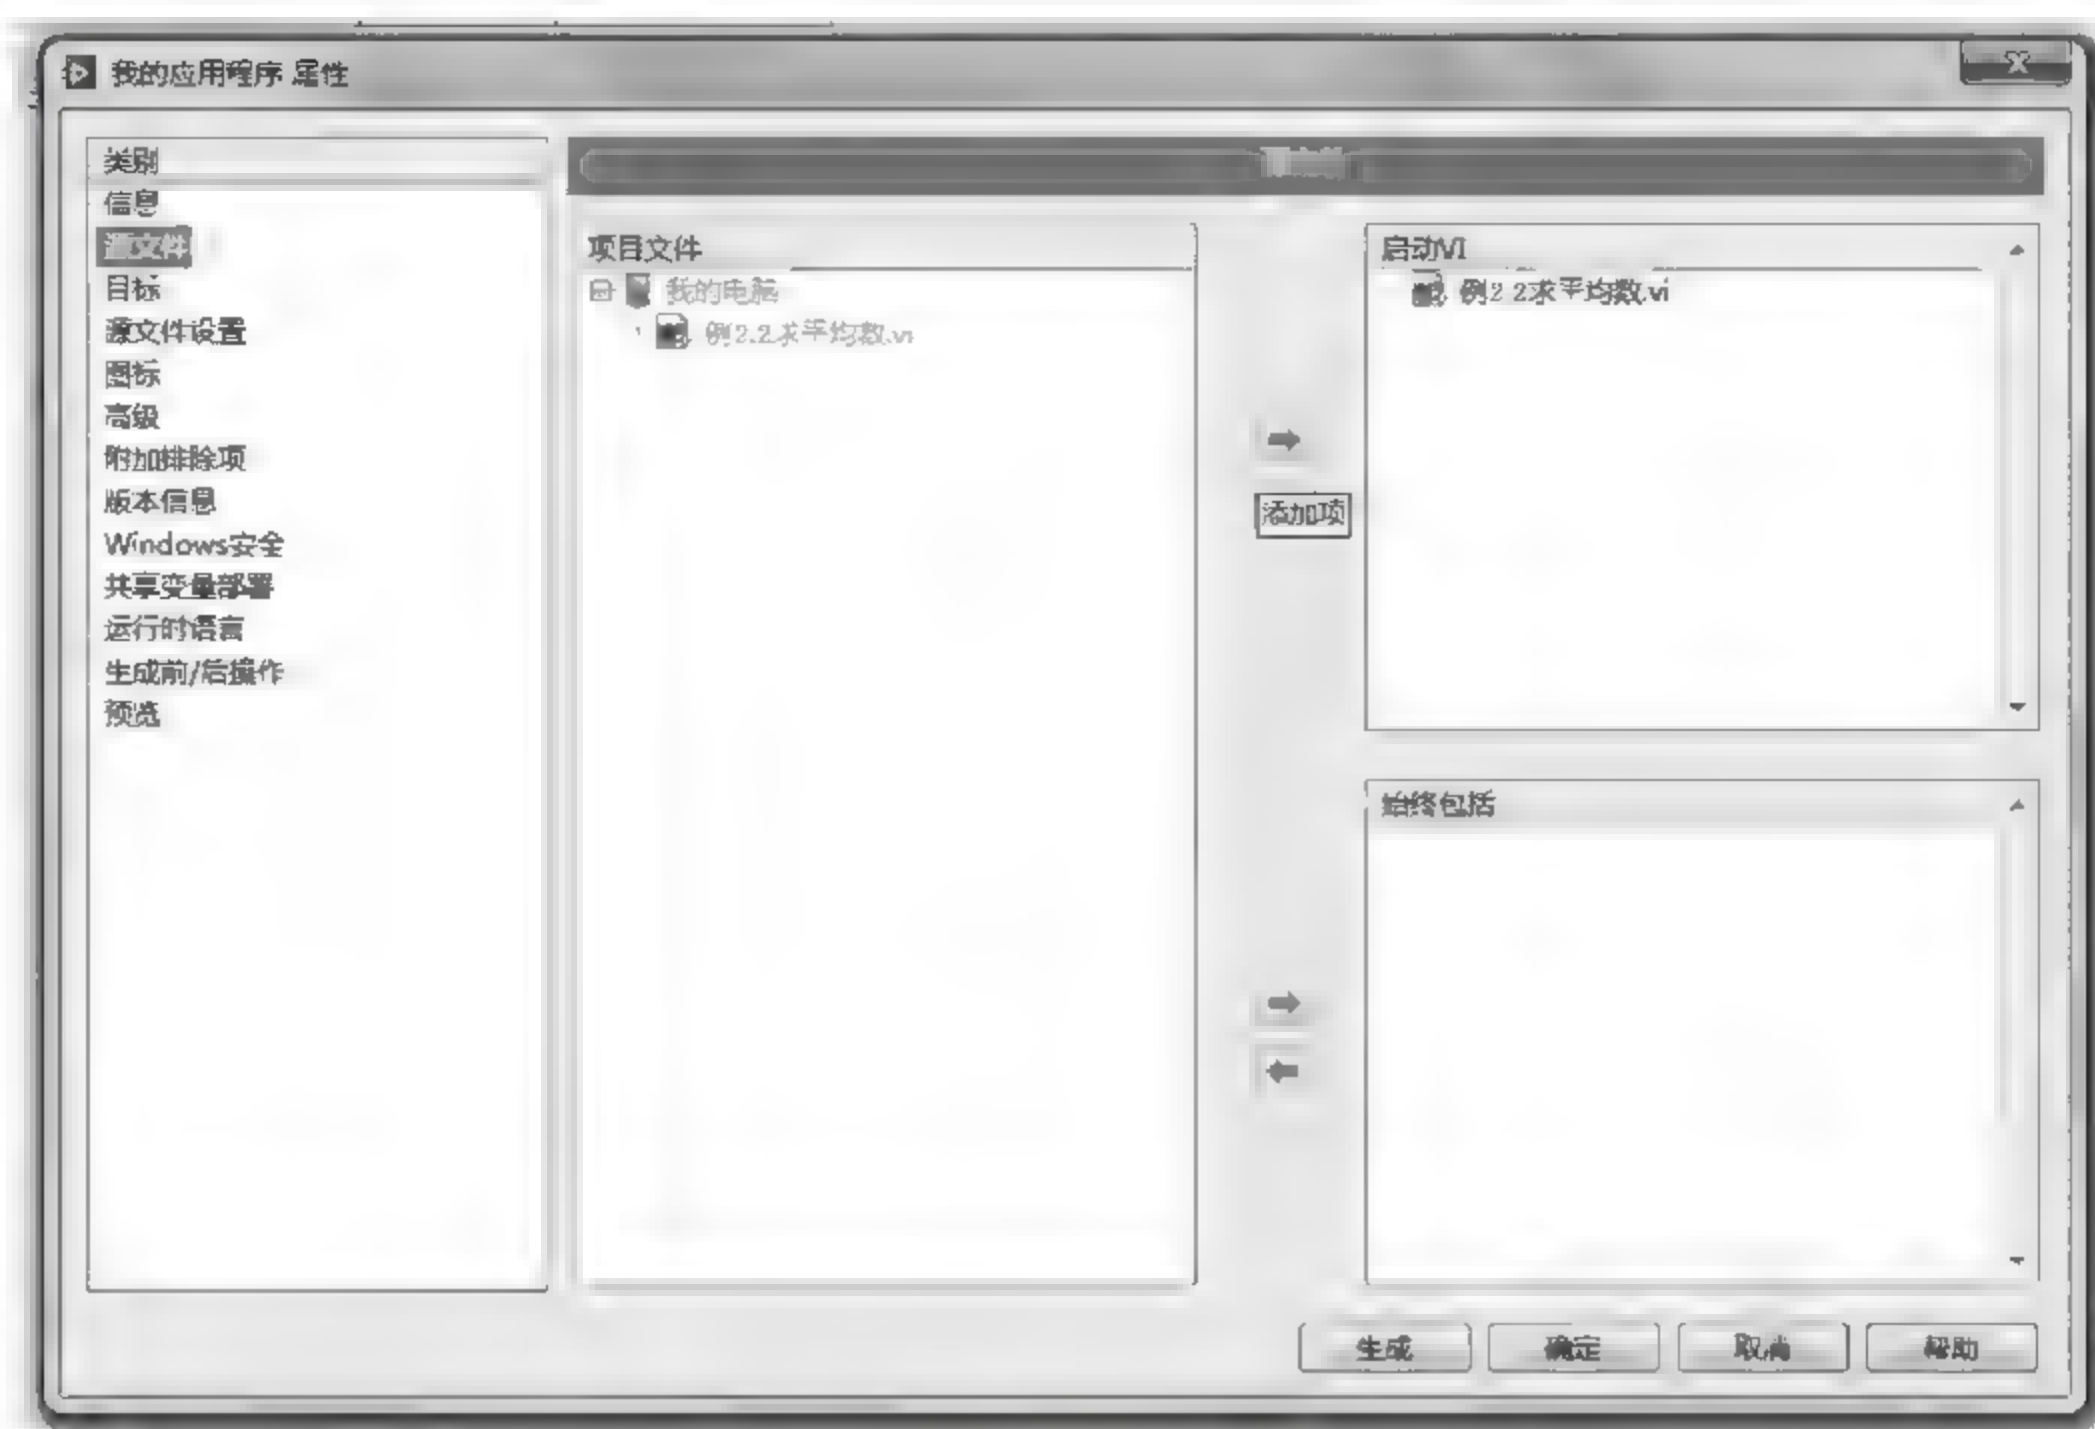 我的应用程序 属性
类别
信息
源文件
目标
源文件设置
图标
高级
附加排除项
版本信息
Windows安全
共享变量部署
运行时语言
生成前/后操作
预览
源文件
项目文件
我的电脑
例2.2求平均数.vi
添加项
启动VI
例2.2求平均数.vi
始终包括
生成
确定
取消
帮助